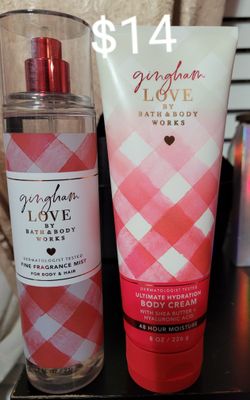 $14
gingham
LOVE
BY
BATH & BODY
WORKS
DERMATOLOGIST TESTED
FINE FRAGRANCE MIST
FOR BODY & HAIR
gingham
LOVE
BY
BATH & BODY
WORKS
DERMATOLOGIST TESTED
ULTIMATE HYDRATION
BODY CREAM
WITH SHEA BUTTER +
HYALURONIC ACID
48 HOUR MOISTURE
8 OZ / 226 g